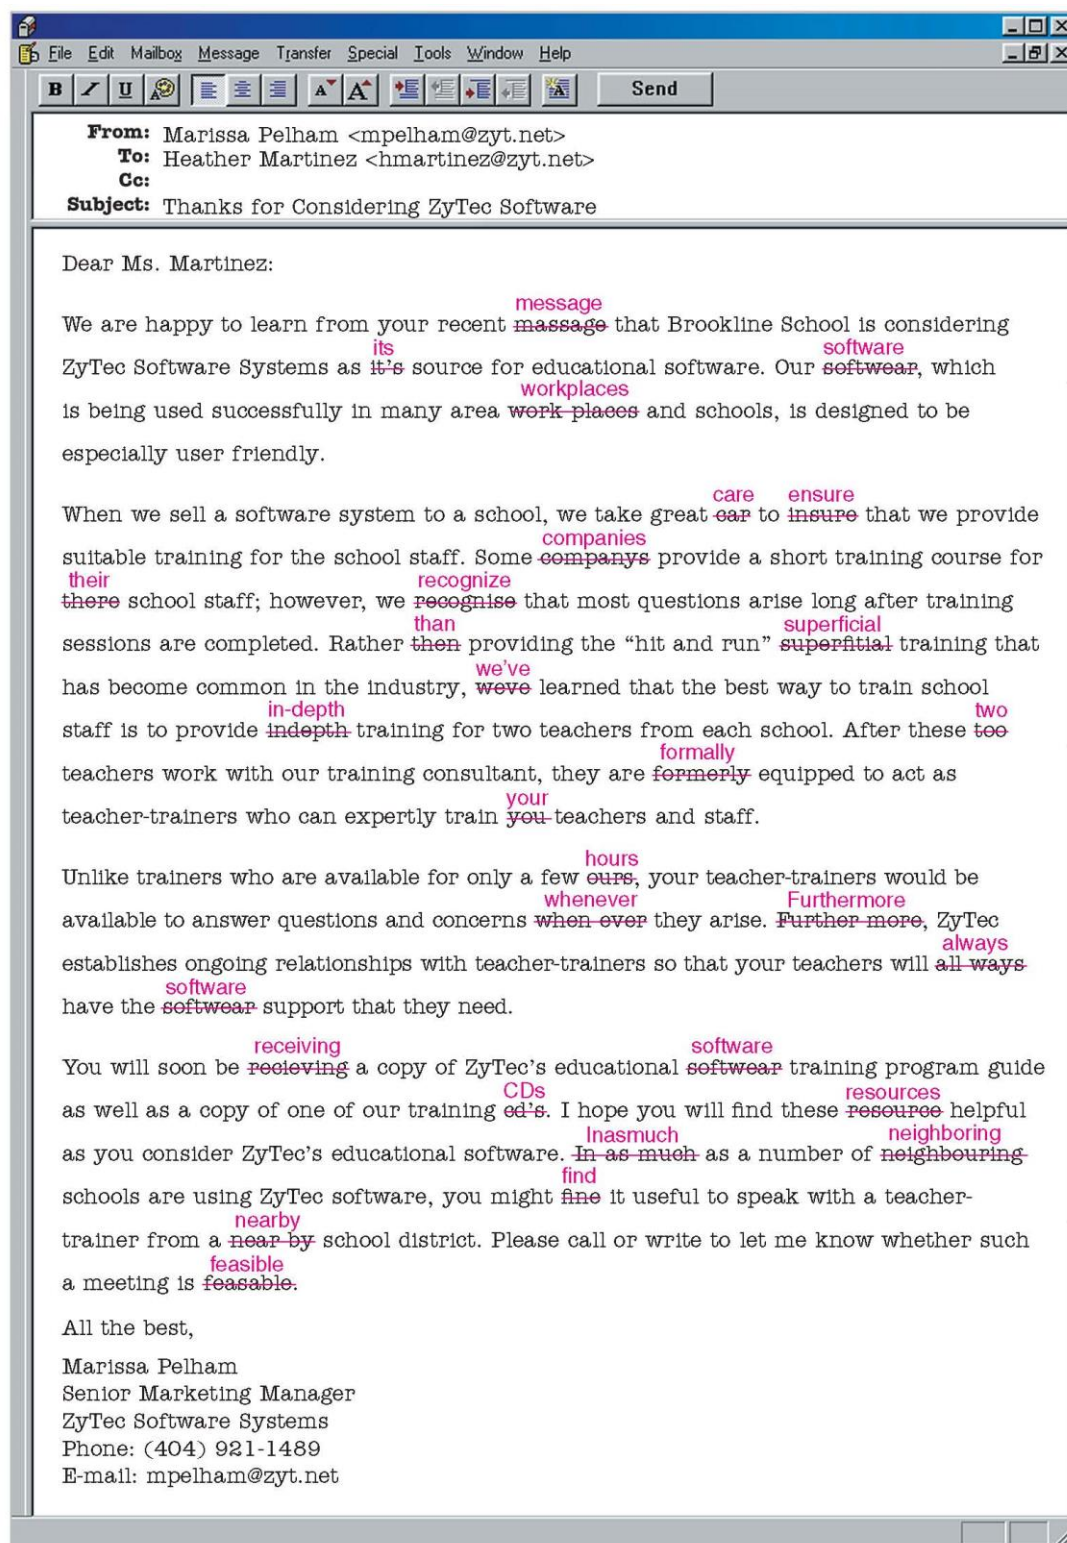 File Edit Mailbox Message Transfer Special Tools Window Help
B I U A A A A Send
From: Marissa Pelham <mpelham@zyt.net>
To: Heather Martinez <hmartinez@zyt.net>
Cc:
Subject: Thanks for Considering ZyTec Software
Dear Ms. Martinez:
message
We are happy to learn from your recent massage that Brookline School is considering
its software
ZyTec Software Systems as it's source for educational software. Our softwear, which
workplaces
is being used successfully in many area work places and schools, is designed to be
especially user friendly.
care ensure
When we sell a software system to a school, we take great car to insure that we provide
companies
suitable training for the school staff. Some companys provide a short training course for
their recognize
there school staff; however, we recognise that most questions arise long after training
than superficial
sessions are completed. Rather then providing the “hit and run” superfitial training that
we've
has become common in the industry, weve learned that the best way to train school
in-depth two
staff is to provide indepth training for two teachers from each school. After these too
formally
teachers work with our training consultant, they are formerly equipped to act as
your
teacher-trainers who can expertly train you teachers and staff.
hours
Unlike trainers who are available for only a few ours, your teacher-trainers would be
whenever Furthermore
available to answer questions and concerns when ever they arise. Further more, ZyTec
always
establishes ongoing relationships with teacher-trainers so that your teachers will all ways
software
have the softwear support that they need.
receiving software
You will soon be recieving a copy of ZyTec's educational softwear training program guide
CDs resources
as well as a copy of one of our training cd's. I hope you will find these resource helpful
Inasmuch neighboring
as you consider ZyTec's educational software. In as much as a number of neighbouring
find
schools are using ZyTec software, you might fine it useful to speak with a teacher-
nearby
trainer from a near by school district. Please call or write to let me know whether such
feasible
a meeting is feasable.
All the best,
Marissa Pelham
Senior Marketing Manager
ZyTec Software Systems
Phone: (404) 921-1489
E-mail: mpelham@zyt.net